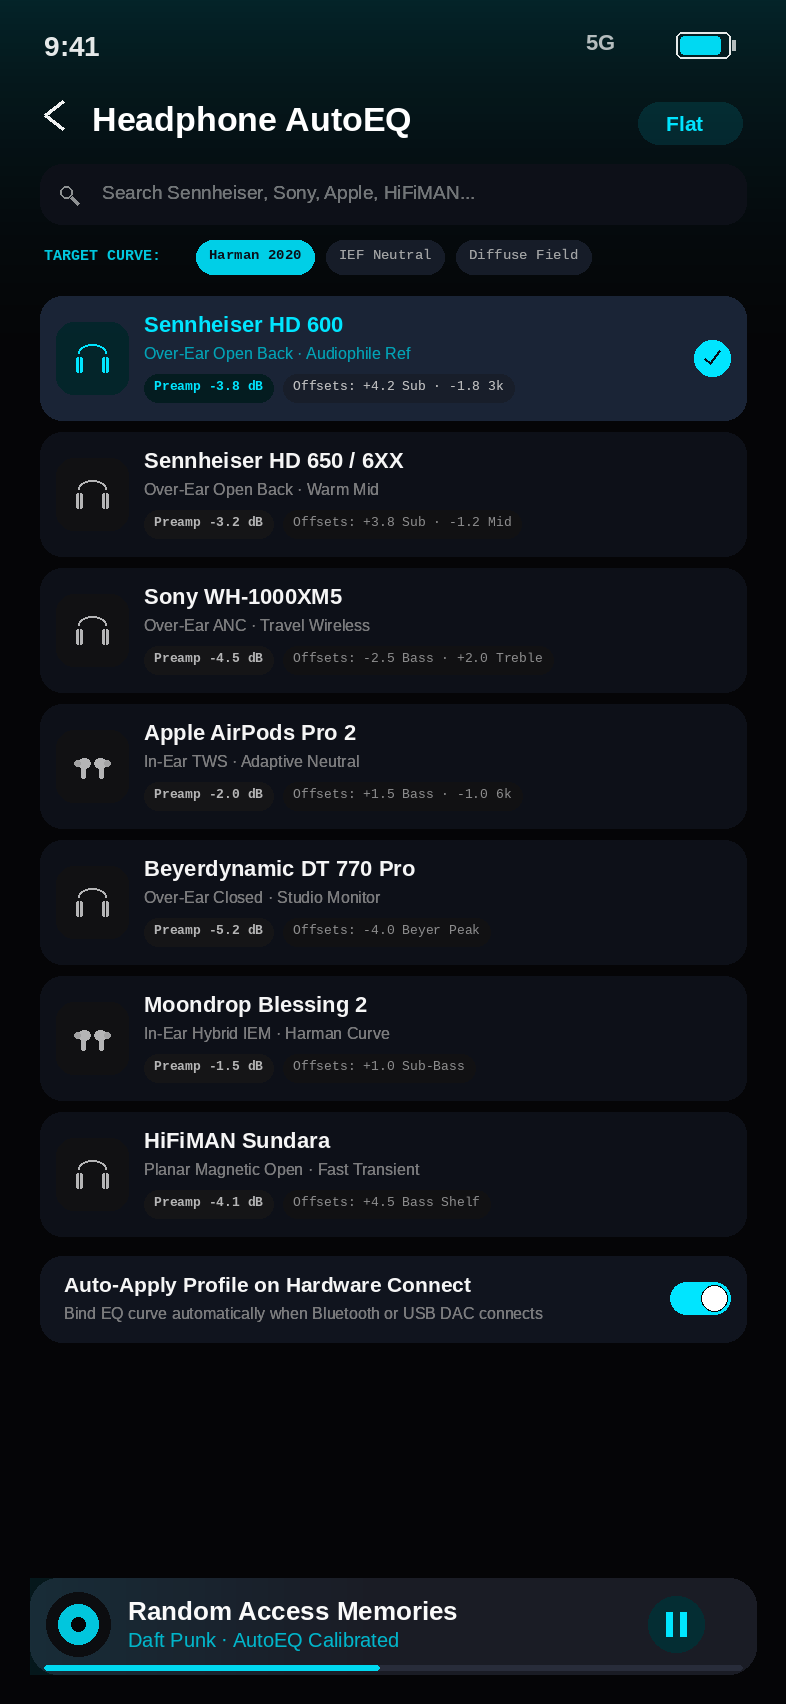 9:41
5G
Headphone AutoEQ
Flat
Search Sennheiser, Sony, Apple, HiFiMAN...
TARGET CURVE:
Harman 2020
IEF Neutral
Diffuse Field
Sennheiser HD 600
Over-Ear Open Back · Audiophile Ref
Preamp -3.8 dB
Offsets: +4.2 Sub · -1.8 3k
Sennheiser HD 650 / 6XX
Over-Ear Open Back · Warm Mid
Preamp -3.2 dB
Offsets: +3.8 Sub · -1.2 Mid
Sony WH-1000XM5
Over-Ear ANC · Travel Wireless
Preamp -4.5 dB
Offsets: -2.5 Bass · +2.0 Treble
Apple AirPods Pro 2
In-Ear TWS · Adaptive Neutral
Preamp -2.0 dB
Offsets: +1.5 Bass · -1.0 6k
Beyerdynamic DT 770 Pro
Over-Ear Closed · Studio Monitor
Preamp -5.2 dB
Offsets: -4.0 Beyer Peak
Moondrop Blessing 2
In-Ear Hybrid IEM · Harman Curve
Preamp -1.5 dB
Offsets: +1.0 Sub-Bass
HiFiMAN Sundara
Planar Magnetic Open · Fast Transient
Preamp -4.1 dB
Offsets: +4.5 Bass Shelf
Auto-Apply Profile on Hardware Connect
Bind EQ curve automatically when Bluetooth or USB DAC connects
Random Access Memories
Daft Punk · AutoEQ Calibrated